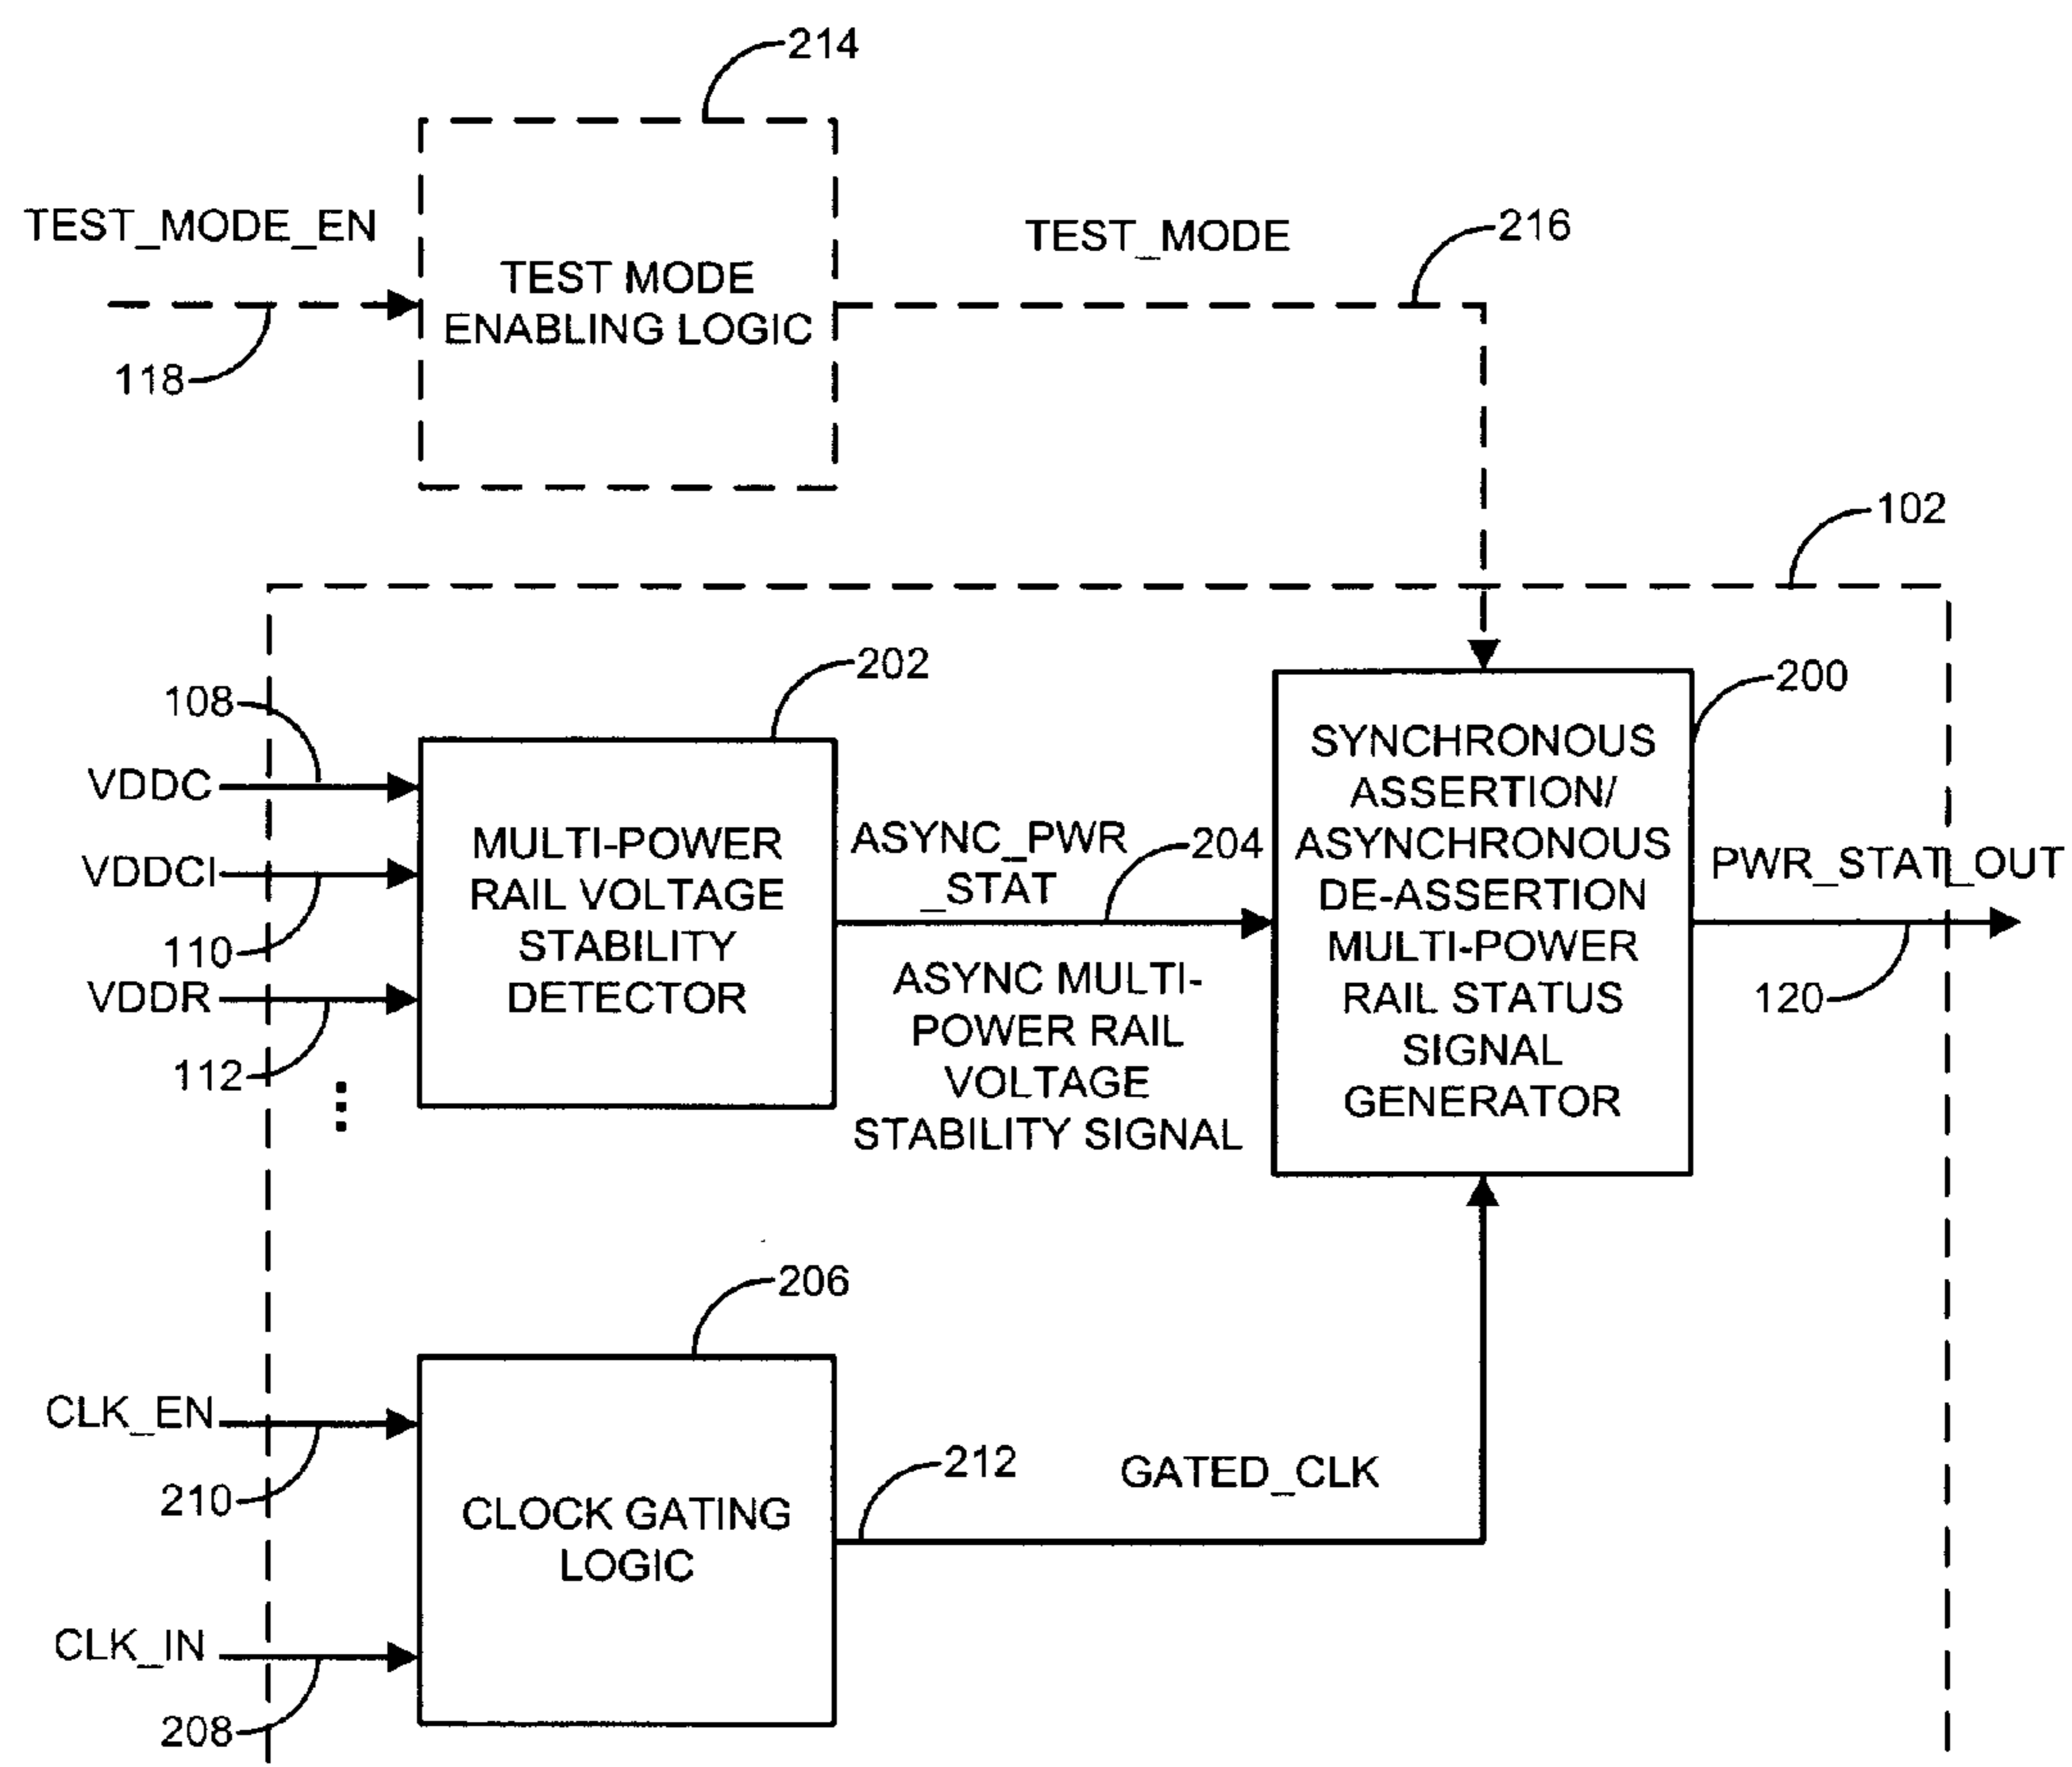 214
TEST_MODE_EN
TEST MODE
ENABLING LOGIC
118
TEST_MODE
216
102
202
200
108
VDDC
VDDCI
110
VDDR
112
MULTI-POWER
RAIL VOLTAGE
STABILITY
DETECTOR
ASYNC_PWR
_STAT
204
ASYNC MULTI-
POWER RAIL
VOLTAGE
STABILITY SIGNAL
SYNCHRONOUS
ASSERTION/
ASYNCHRONOUS
DE-ASSERTION
MULTI-POWER
RAIL STATUS
SIGNAL
GENERATOR
PWR_STAT_OUT
120
206
CLK_EN
210
CLOCK GATING
LOGIC
212
GATED_CLK
CLK_IN
208